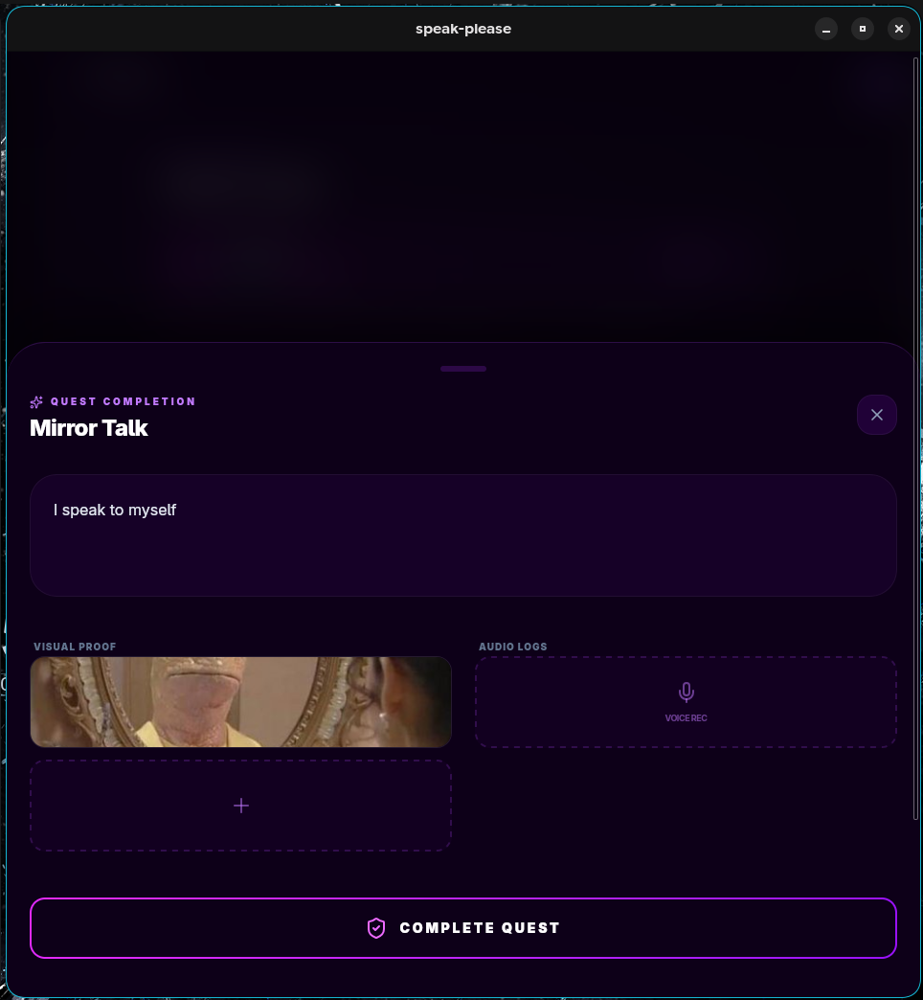 speak-please
QUEST COMPLETION
Mirror Talk
I speak to myself
VISUAL PROOF
AUDIO LOGS
VOICE REC
COMPLETE QUEST